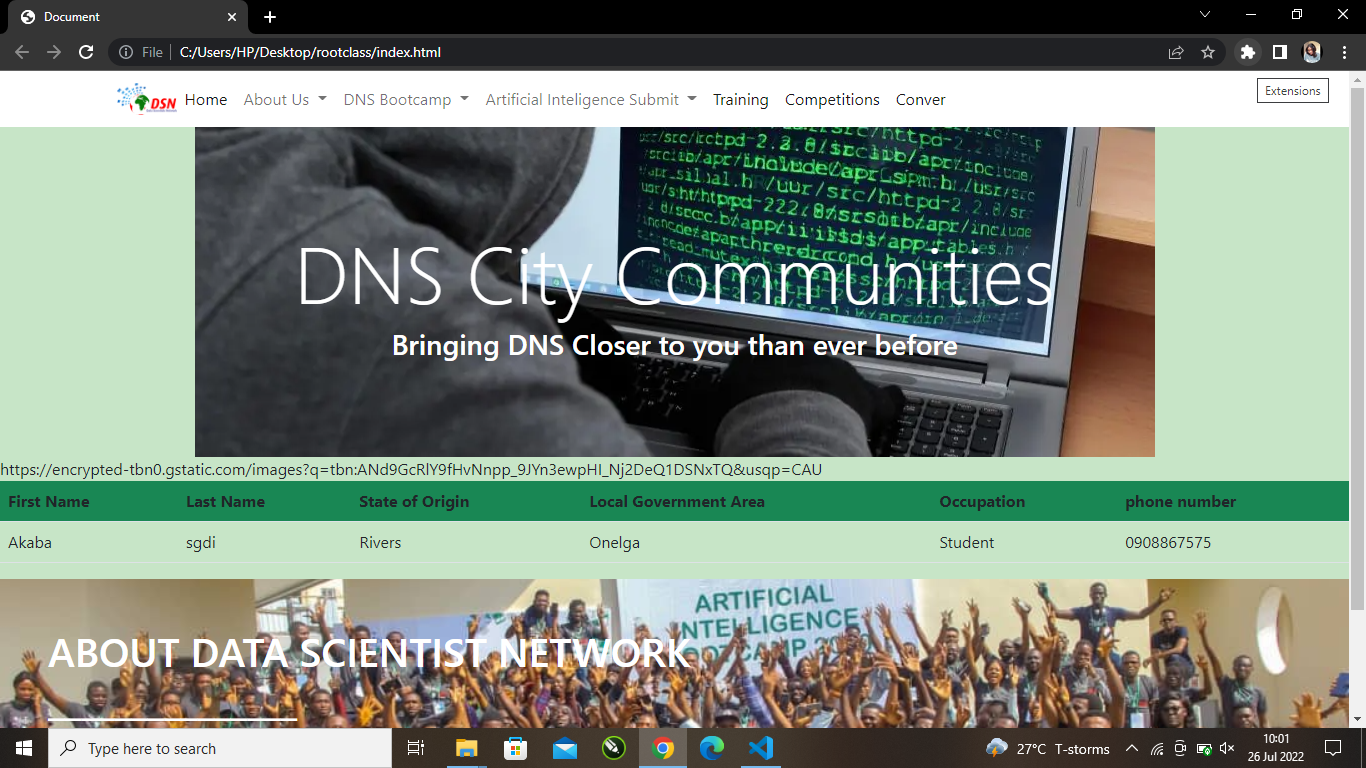 Document
File
C:/Users/HP/Desktop/rootclass/index.html
DSN Home About Us DNS Bootcamp Artificial Inteligence Submit Training Competitions Conver
Extensions
DNS City Communities
Bringing DNS Closer to you than ever before
https://encrypted-tbn0.gstatic.com/images?q=tbn:ANd9GcRlY9fHvNnpp_9JYn3ewpHI_Nj2DeQ1DSNxTQ&usqp=CAU
First Name Last Name State of Origin Local Government Area Occupation phone number
Akaba sgdi Rivers Onelga Student 0908867575
ARTIFICIAL
INTELLIGENCE
ABOUT DATA SCIENTIST NETWORK
Type here to search
27°C T-storms
10:01
26 Jul 2022